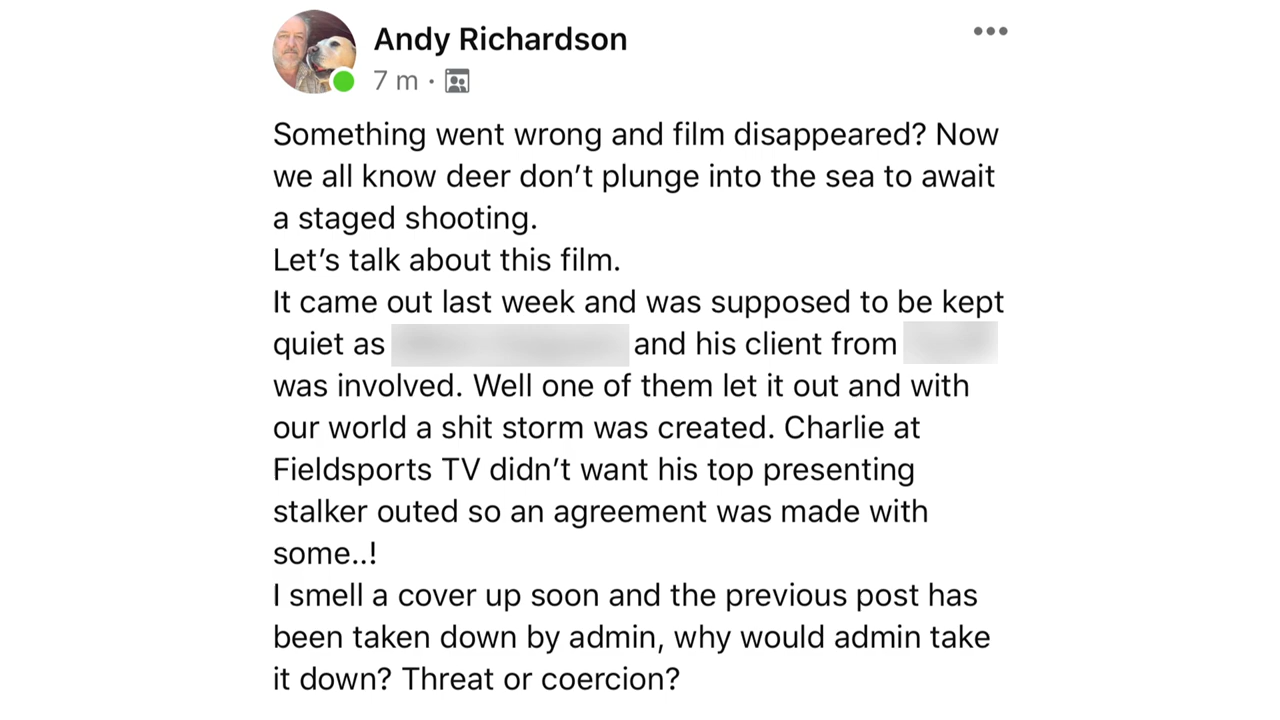 Andy Richardson
7 m ·
Something went wrong and film disappeared? Now
we all know deer don’t plunge into the sea to await
a staged shooting.
Let’s talk about this film.
It came out last week and was supposed to be kept
quiet as and his client from
was involved. Well one of them let it out and with
our world a shit storm was created. Charlie at
Fieldsports TV didn’t want his top presenting
stalker outed so an agreement was made with
some..!
I smell a cover up soon and the previous post has
been taken down by admin, why would admin take
it down? Threat or coercion?